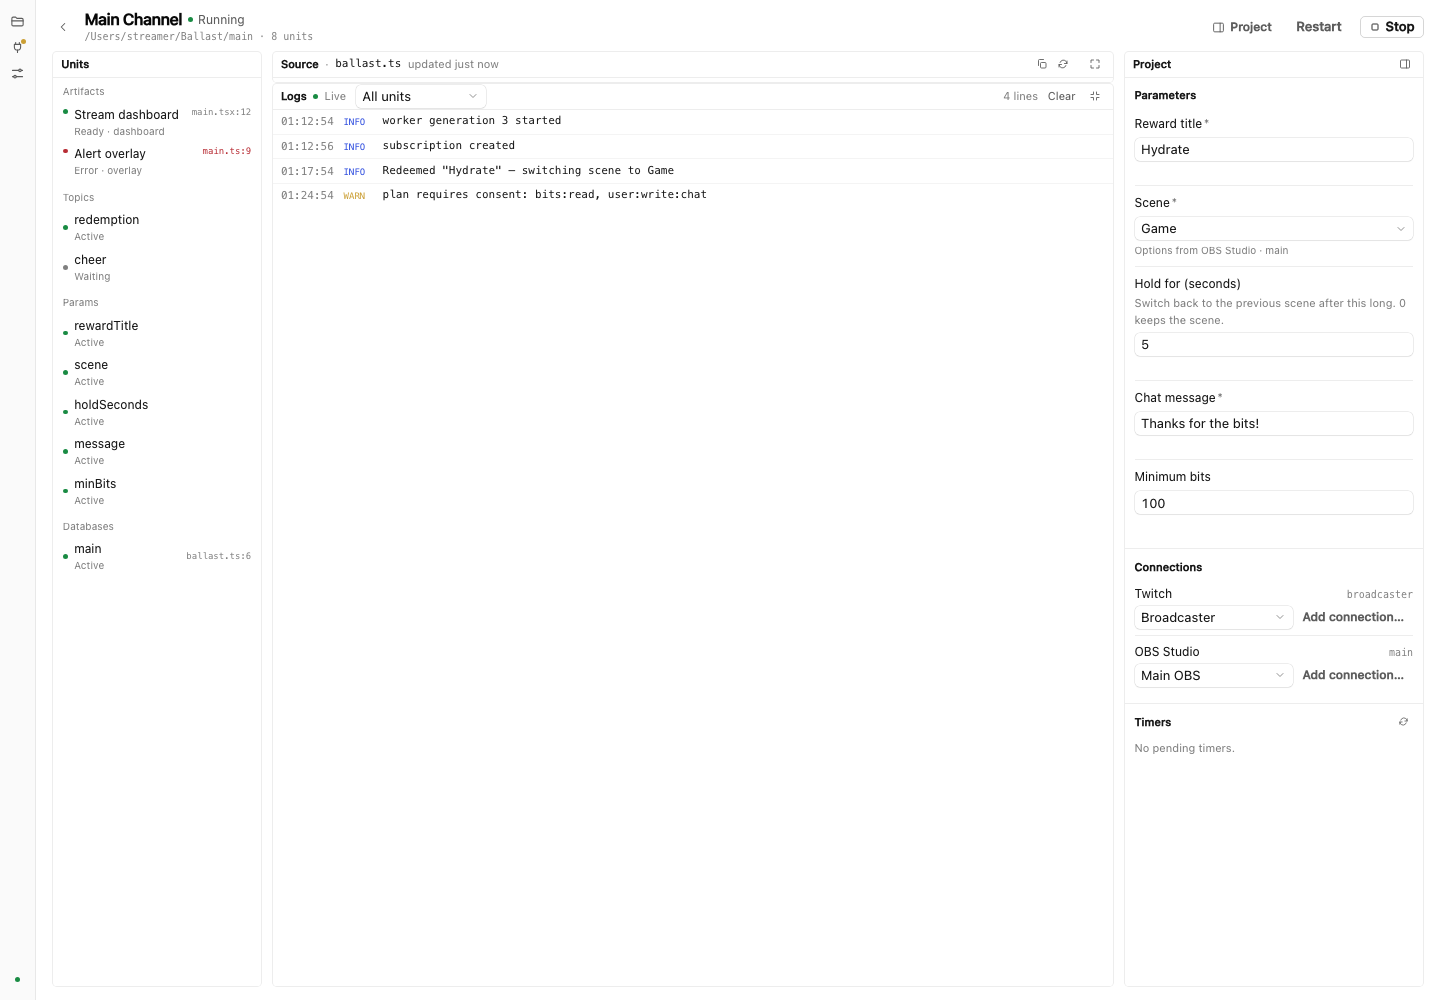 Main Channel Running
/Users/streamer/Ballast/main · 8 units
Project
Restart
Stop
Units
Artifacts
Stream dashboard main.tsx:12
Ready · dashboard
Alert overlay main.ts:9
Error · overlay
Topics
redemption
Active
cheer
Waiting
Params
rewardTitle
Active
scene
Active
holdSeconds
Active
message
Active
minBits
Active
Databases
main ballast.ts:6
Active
Source · ballast.ts updated just now
Logs Live All units 4 lines Clear
01:12:54 INFO worker generation 3 started
01:12:56 INFO subscription created
01:17:54 INFO Redeemed "Hydrate" — switching scene to Game
01:24:54 WARN plan requires consent: bits:read, user:write:chat
Project
Parameters
Reward title *
Hydrate
Scene *
Game
Options from OBS Studio · main
Hold for (seconds)
Switch back to the previous scene after this long. 0
keeps the scene.
5
Chat message *
Thanks for the bits!
Minimum bits
100
Connections
Twitch broadcaster
Broadcaster Add connection...
OBS Studio main
Main OBS Add connection...
Timers
No pending timers.